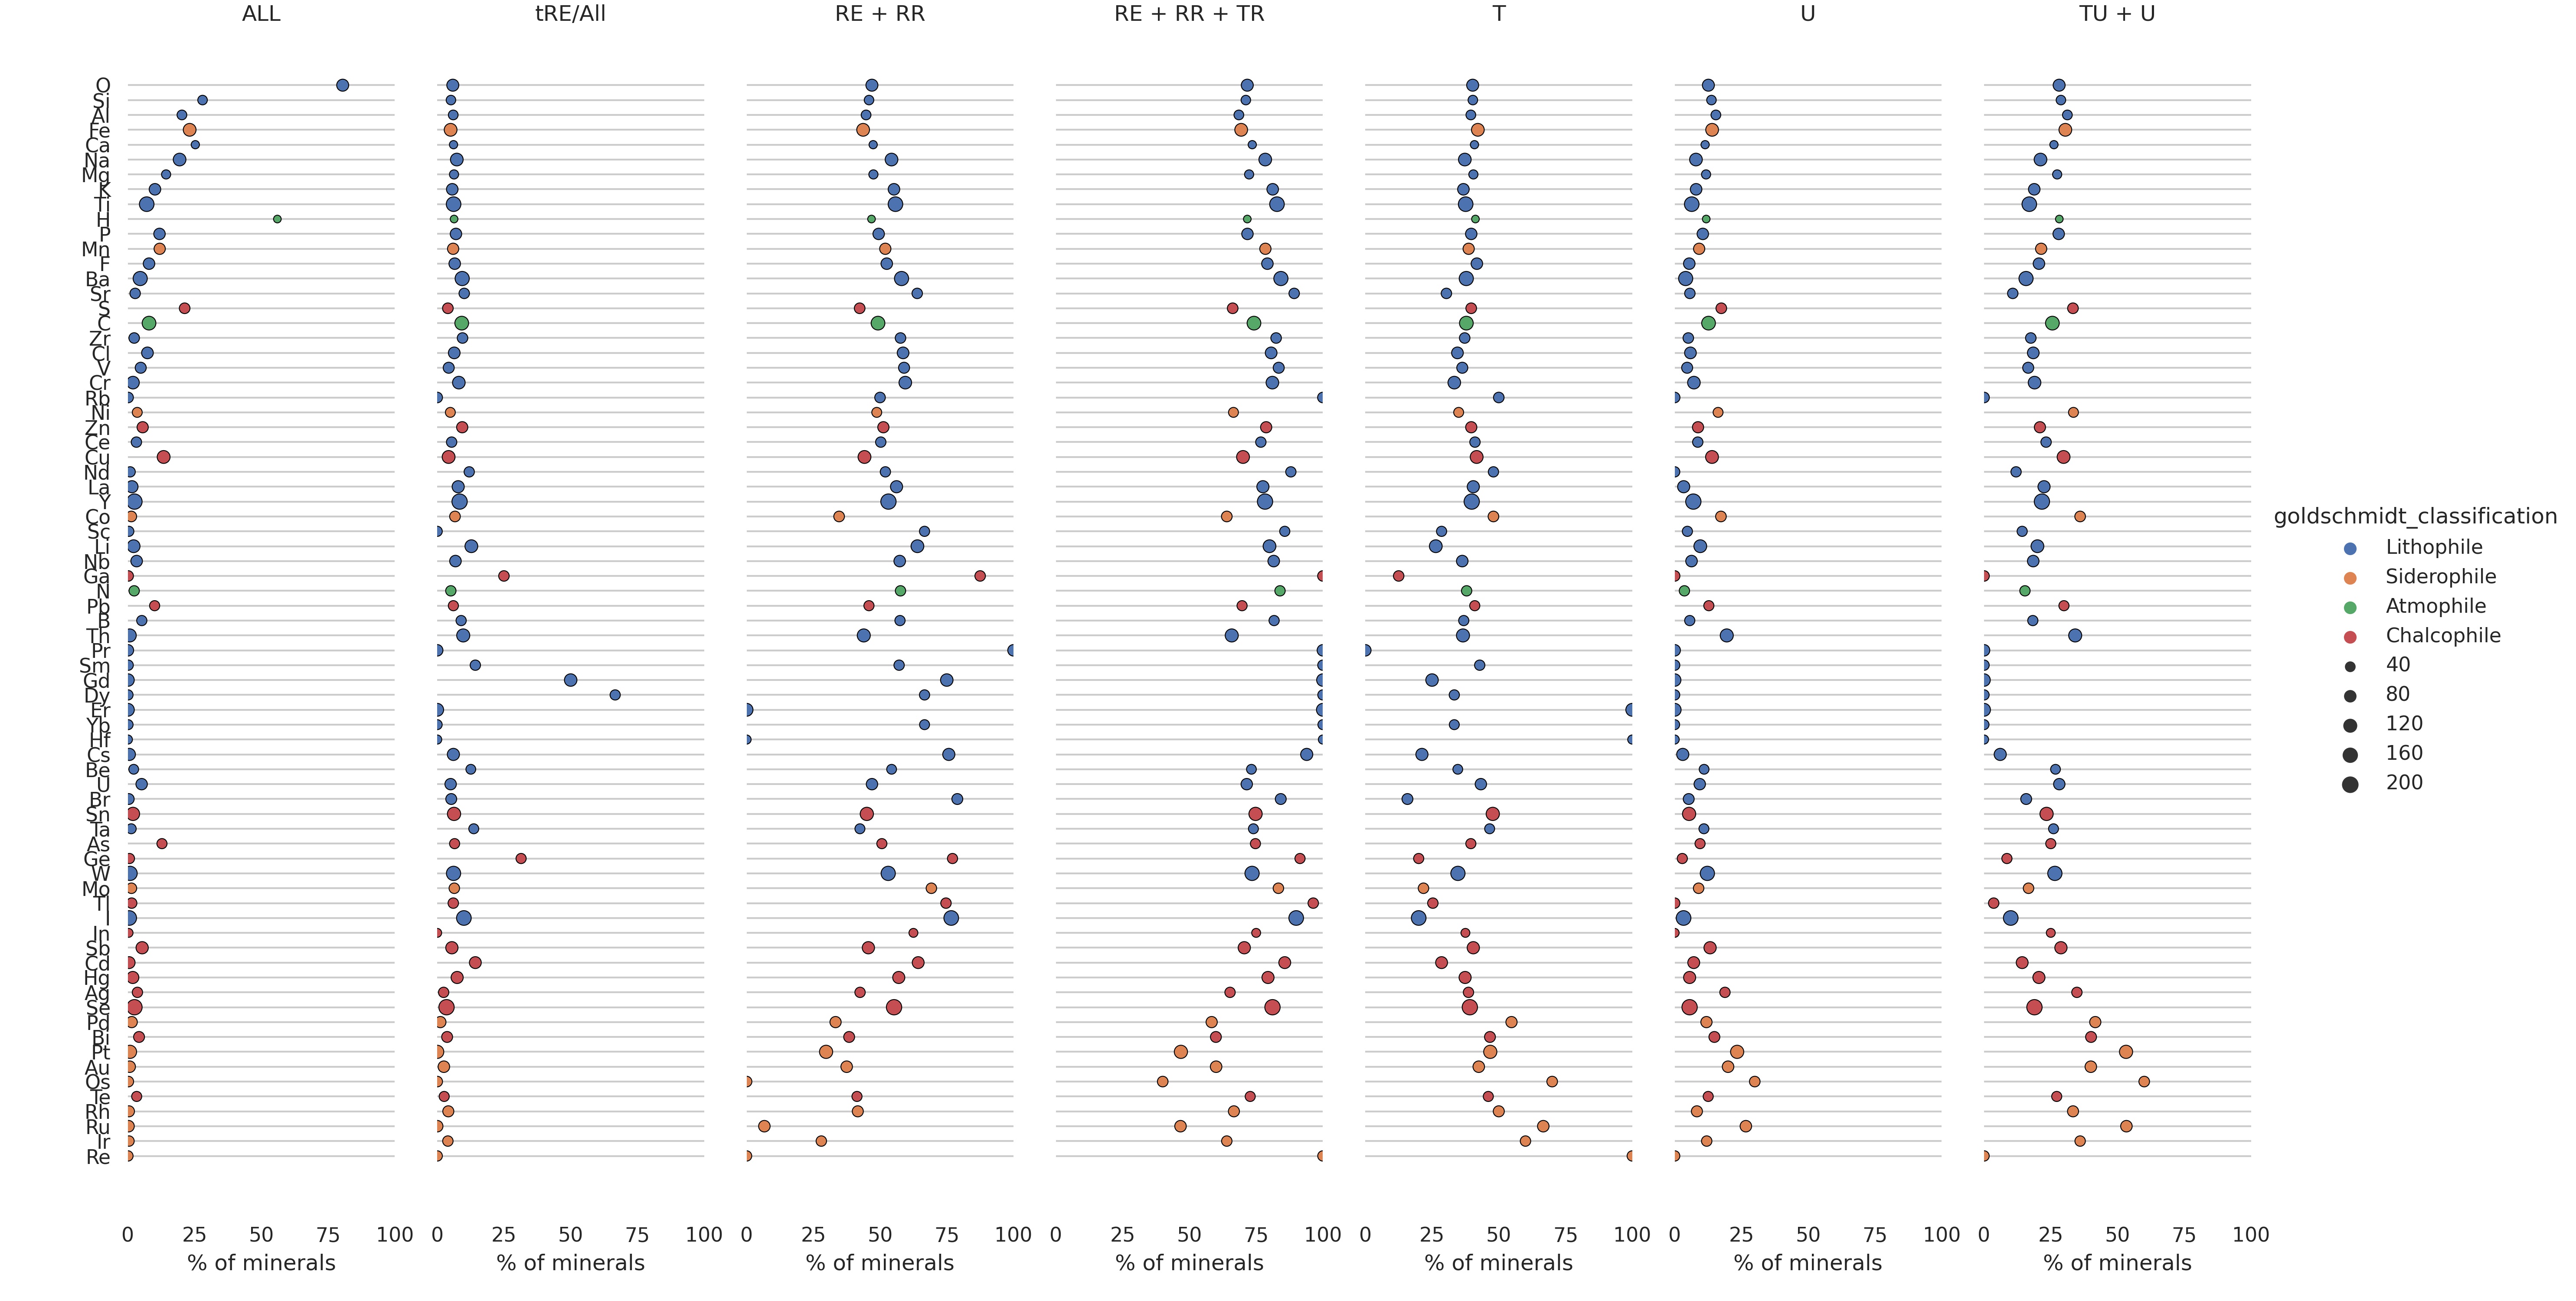 ALL tRE/All RE + RR RE + RR + TR T U TU + U
O
Si
Al
Fe
Ca
Na
Mg
K
Ti
H
P
Mn
F
Ba
Sr
S
C
Zr
Cl
V
Cr
Rb
Ni
Zn
Ce
Cu
Nd
La
Y
Co
Sc
Li
Nb
Ga
N
Pb
B
Th
Pr
Sm
Gd
Dy
Er
Yb
Hf
Cs
Be
U
Br
Sn
Ta
As
Ge
W
Mo
Tl
I
In
Sb
Cd
Hg
Ag
Se
Pd
Bi
Pt
Au
Os
Te
Rh
Ru
Ir
Re
0 25 50 75 100 0 25 50 75 100 0 25 50 75 100 0 25 50 75 100 0 25 50 75 100 0 25 50 75 100 0 25 50 75 100
% of minerals % of minerals % of minerals % of minerals % of minerals % of minerals % of minerals
goldschmidt_classification
Lithophile
Siderophile
Atmophile
Chalcophile
40
80
120
160
200